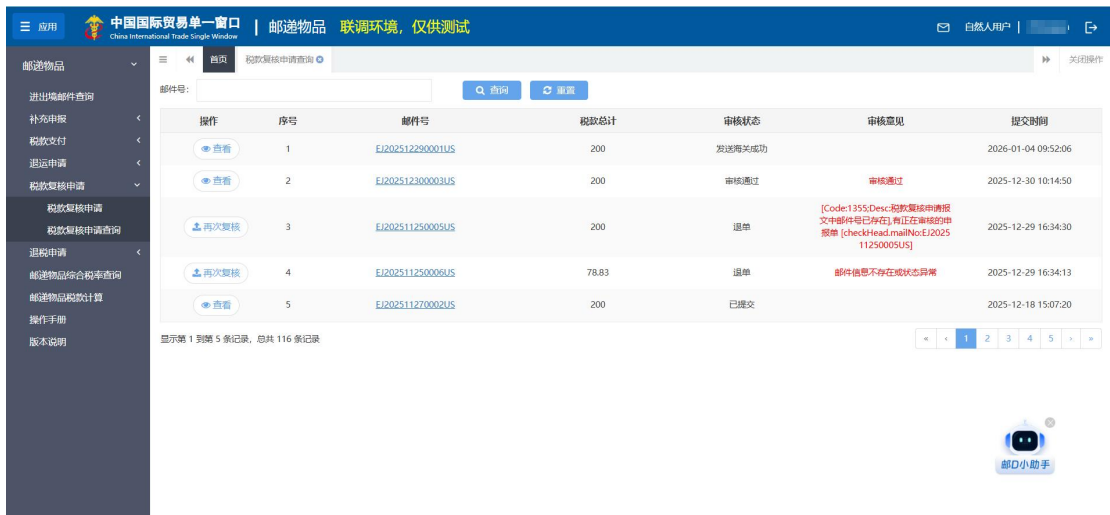 应用 中国国际贸易单一窗口 | 邮递物品 联调环境，仅供测试 自然人用户 |
China International Trade Single Window
邮递物品
进出境邮件查询
补充申报
税款支付
退运申请
税款复核申请
税款复核申请
税款复核申请查询
退税申请
邮递物品综合税率查询
邮递物品税款计算
操作手册
版本说明
首页 税款复核申请查询 关闭操作
邮件号: 查询 重置
操作 序号 邮件号 税款总计 审核状态 审核意见 提交时间
查看 1 EJ202512290001US 200 发送海关成功 2026-01-04 09:52:06
查看 2 EJ202512300003US 200 审核通过 审核通过 2025-12-30 10:14:50
再次复核 3 EJ202511250005US 200 退单 2025-12-29 16:34:30
[Code:1355;Desc:税款复核申请报
文中邮件号已存在],有正在审核的申
报单 [checkHead.mailNo:EJ2025
11250005US]
再次复核 4 EJ202511250006US 78.83 退单 邮件信息不存在或状态异常 2025-12-29 16:34:13
查看 5 EJ202511270002US 200 已提交 2025-12-18 15:07:20
显示第 1 到第 5 条记录，总共 116 条记录 « ‹ 1 2 3 4 5 › »
邮D小助手